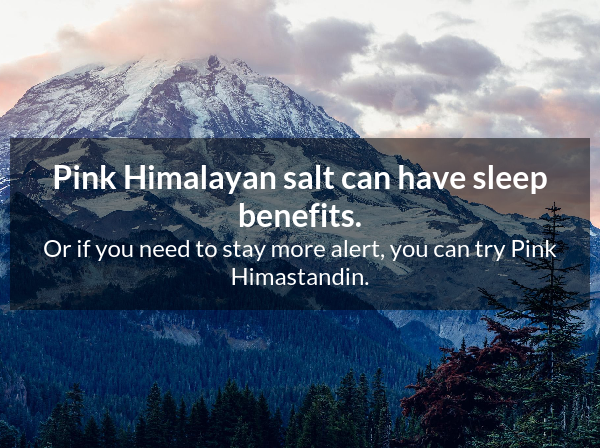 Pink Himalayan salt can have sleep
benefits.
Or if you need to stay more alert, you can try Pink
Himastandin.